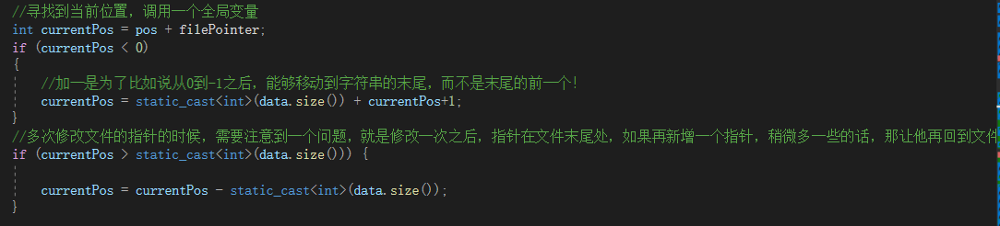 //寻找到当前位置，调用一个全局变量
int currentPos = pos + filePointer;
if (currentPos < 0)
{
//加一是为了比如说从0到-1之后，能够移动到字符串的末尾，而不是末尾的前一个！
currentPos = static_cast<int>(data.size()) + currentPos+1;
}
//多次修改文件的指针的时候，需要注意到一个问题，就是修改一次之后，指针在文件末尾处，如果再新增一个指针，稍微多一些的话，那让他再回到文件
if (currentPos > static_cast<int>(data.size())) {
currentPos = currentPos - static_cast<int>(data.size());
}